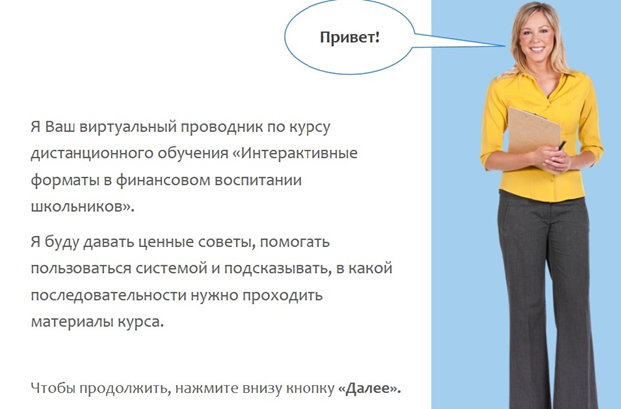 Привет!
Я Ваш виртуальный проводник по курсу
дистанционного обучения «Интерактивные
форматы в финансовом воспитании
школьников».
Я буду давать ценные советы, помогать
пользоваться системой и подсказывать, в какой
последовательности нужно проходить
материалы курса.
Чтобы продолжить, нажмите внизу кнопку «Далее».